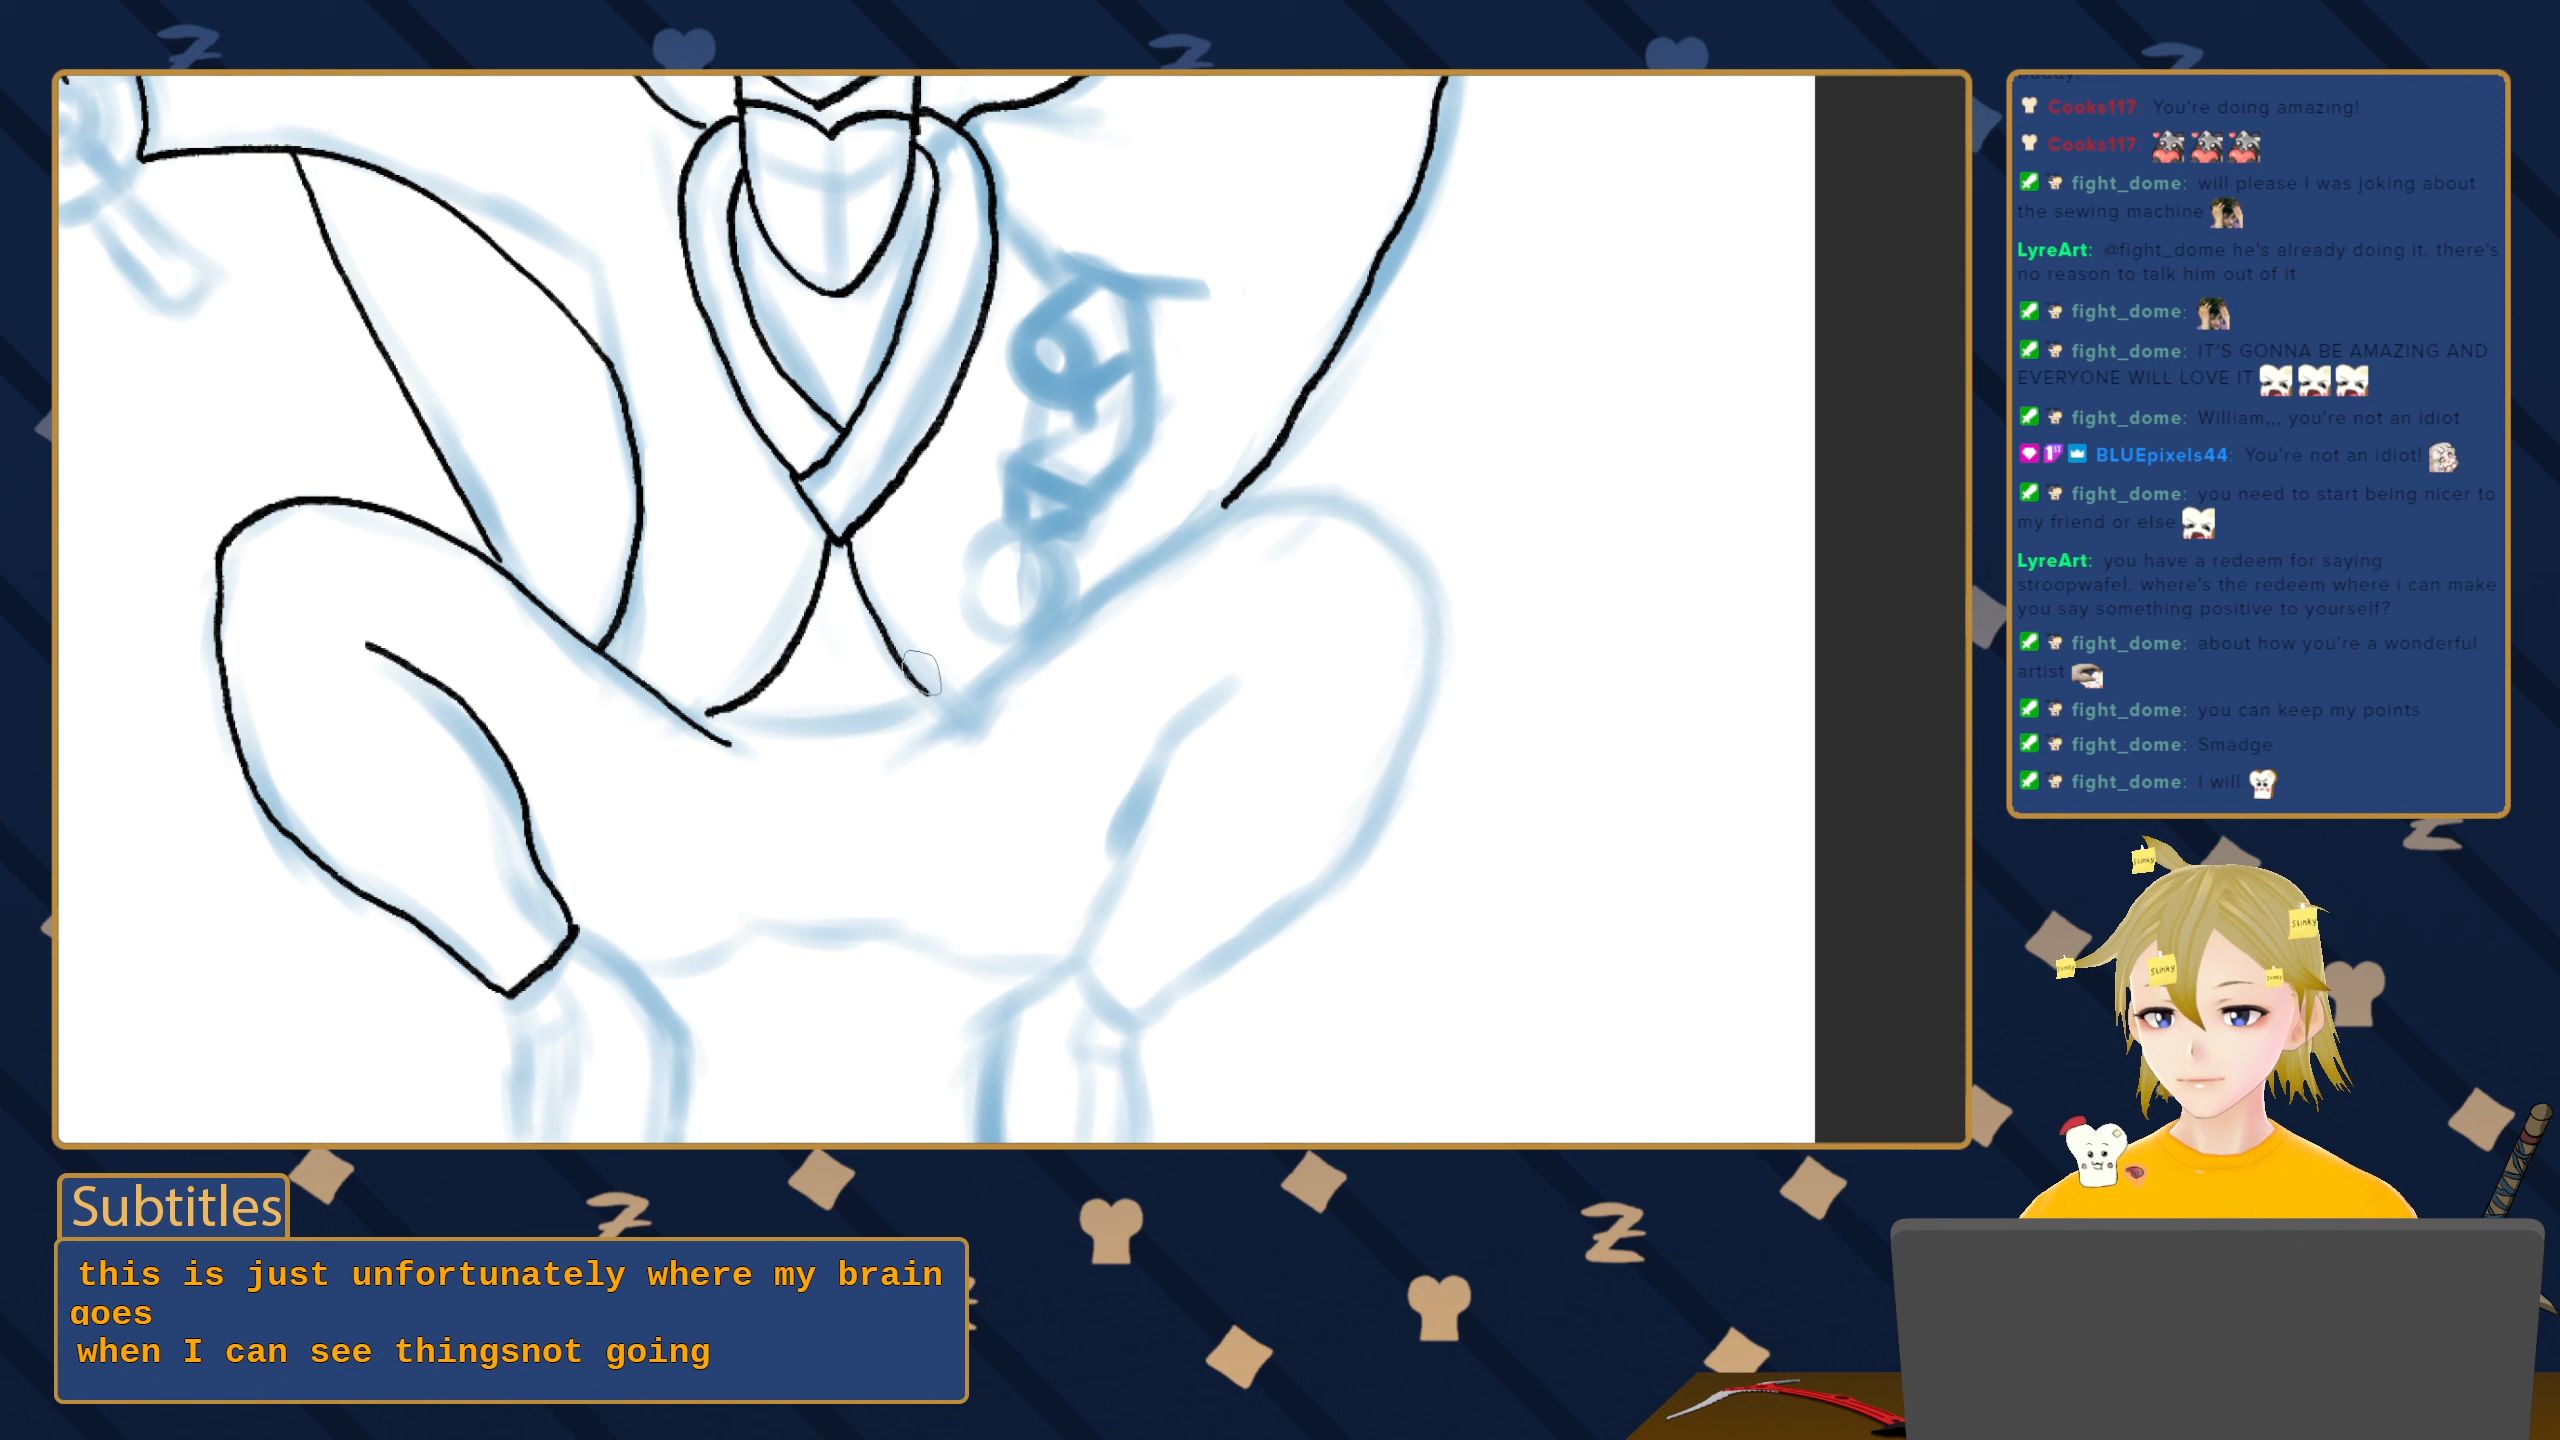 Cooks117: You're doing amazing!
Cooks117:
fight_dome: will please I was joking about
the sewing machine
LyreArt: @fight_dome he's already doing it. there's
no reason to talk him out of it
fight_dome:
fight_dome: IT'S GONNA BE AMAZING AND
EVERYONE WILL LOVE IT
fight_dome: William,,, you're not an idiot
BLUEpixels44: You're not an idiot!
fight_dome: you need to start being nicer to
my friend or else
LyreArt: you have a redeem for saying
stroopwafel. where's the redeem where i can make
you say something positive to yourself?
fight_dome: about how you're a wonderful
artist
fight_dome: you can keep my points
fight_dome: Smadge
fight_dome: I will
Slinky
Slinky
Slinky
Slinky
Slinky
Subtitles
this is just unfortunately where my brain
goes
when I can see thingsnot going